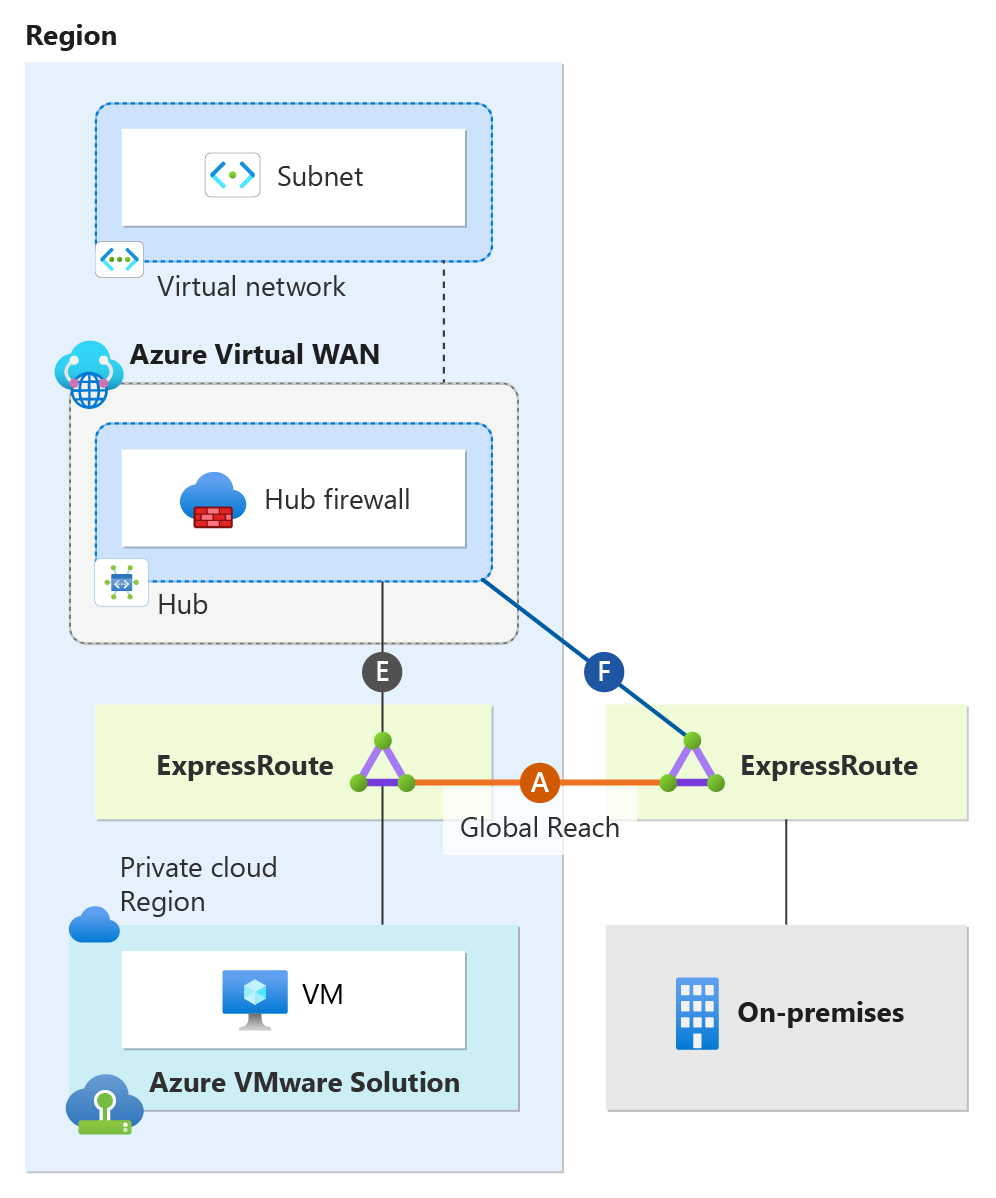 Region
Subnet
Virtual network
Azure Virtual WAN
Hub firewall
Hub
E
F
ExpressRoute
ExpressRoute
A
Global Reach
Private cloud
Region
VM
Azure VMware Solution
On-premises